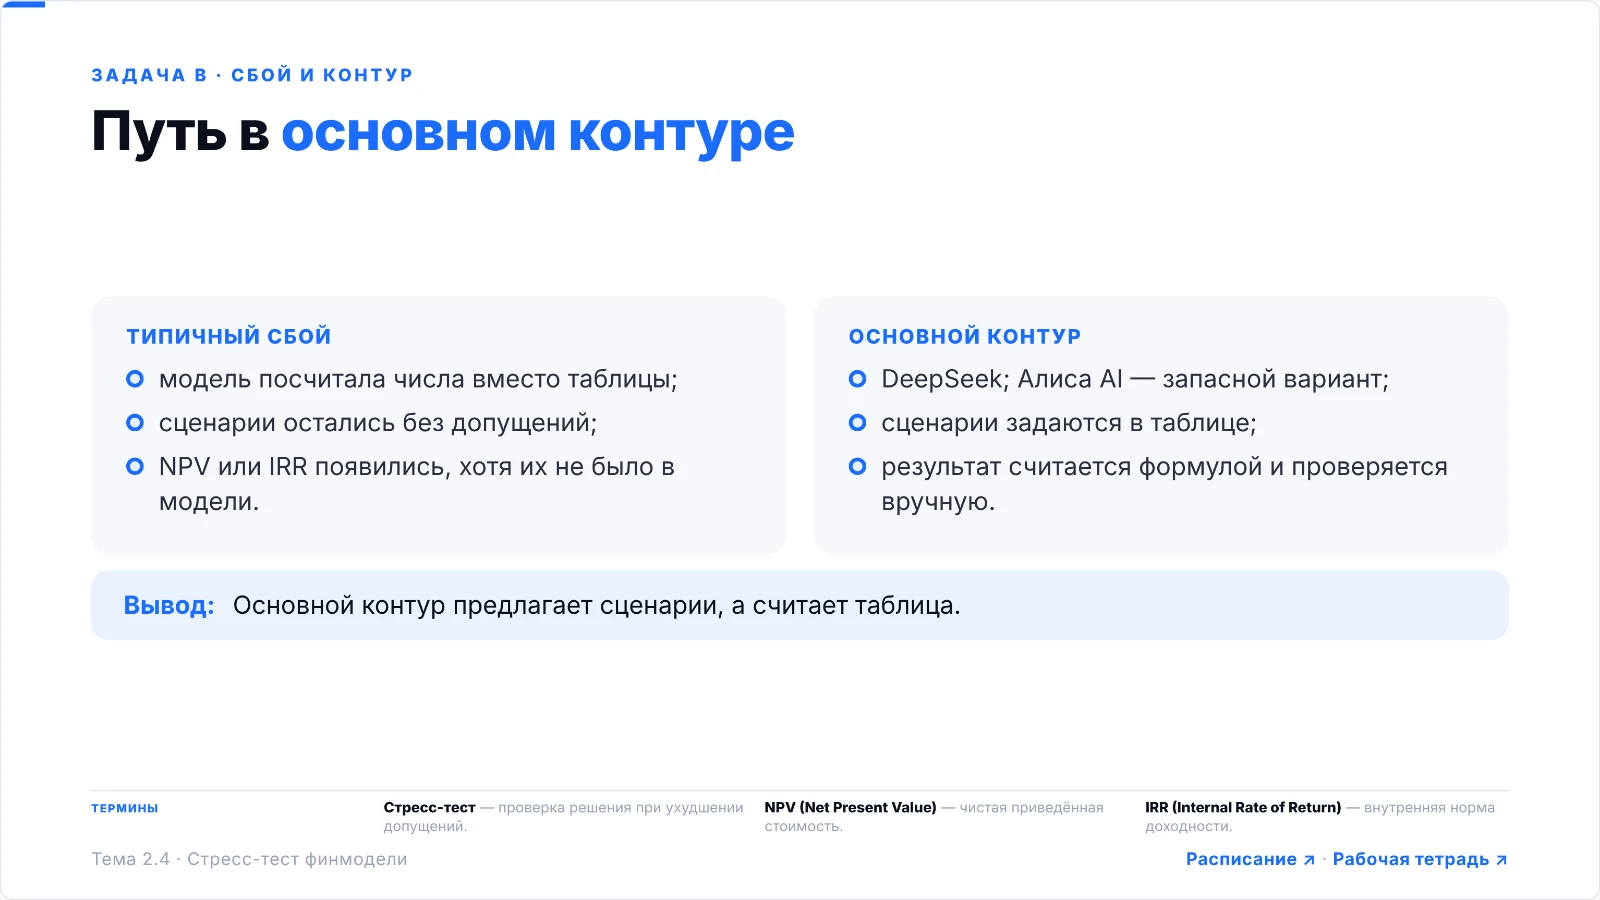 ЗАДАЧА В · СБОЙ И КОНТУР
Путь в основном контуре
ТИПИЧНЫЙ СБОЙ
модель посчитала числа вместо таблицы;
сценарии остались без допущений;
NPV или IRR появились, хотя их не было в
модели.
ОСНОВНОЙ КОНТУР
DeepSeek; Алиса AI — запасной вариант;
сценарии задаются в таблице;
результат считается формулой и проверяется
вручную.
Вывод: Основной контур предлагает сценарии, а считает таблица.
ТЕРМИНЫ
Стресс-тест — проверка решения при ухудшении
допущений.
NPV (Net Present Value) — чистая приведённая
стоимость.
IRR (Internal Rate of Return) — внутренняя норма
доходности.
Тема 2.4 · Стресс-тест финмодели
Расписание ↗ · Рабочая тетрадь ↗